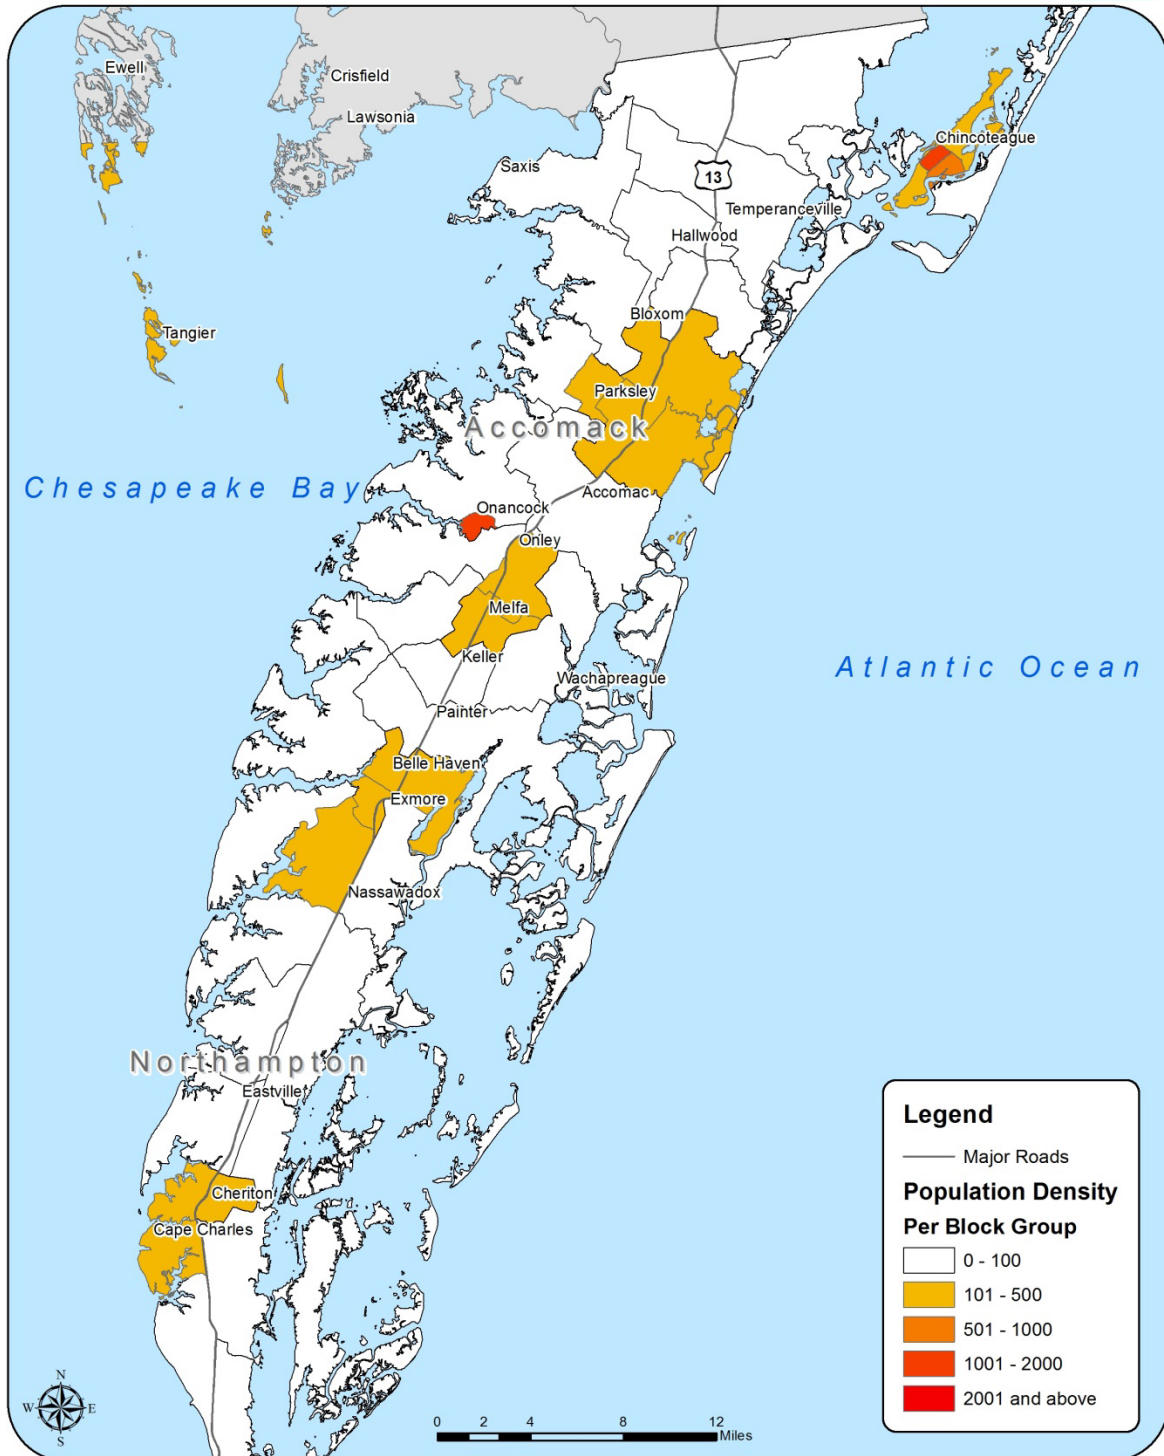 Ewell
Crisfield
Lawsonia
Chincoteague
Saxis
13
Temperanceville
Hallwood
Bloxom
Tangier
Parksley
Accomack
Chesapeake Bay
Accomac
Onancock
Onley
Melfa
Keller
Atlantic Ocean
Wachapreague
Painter
Belle Haven
Exmore
Nassawadox
Northampton
Eastville
Cheriton
Cape Charles
Legend
Major Roads
Population Density
Per Block Group
0 - 100
101 - 500
501 - 1000
1001 - 2000
2001 and above
N
W E
S
0 2 4 8 12
Miles